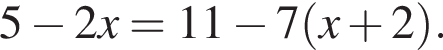 5 − 2x = 11 − 7(x + 2).